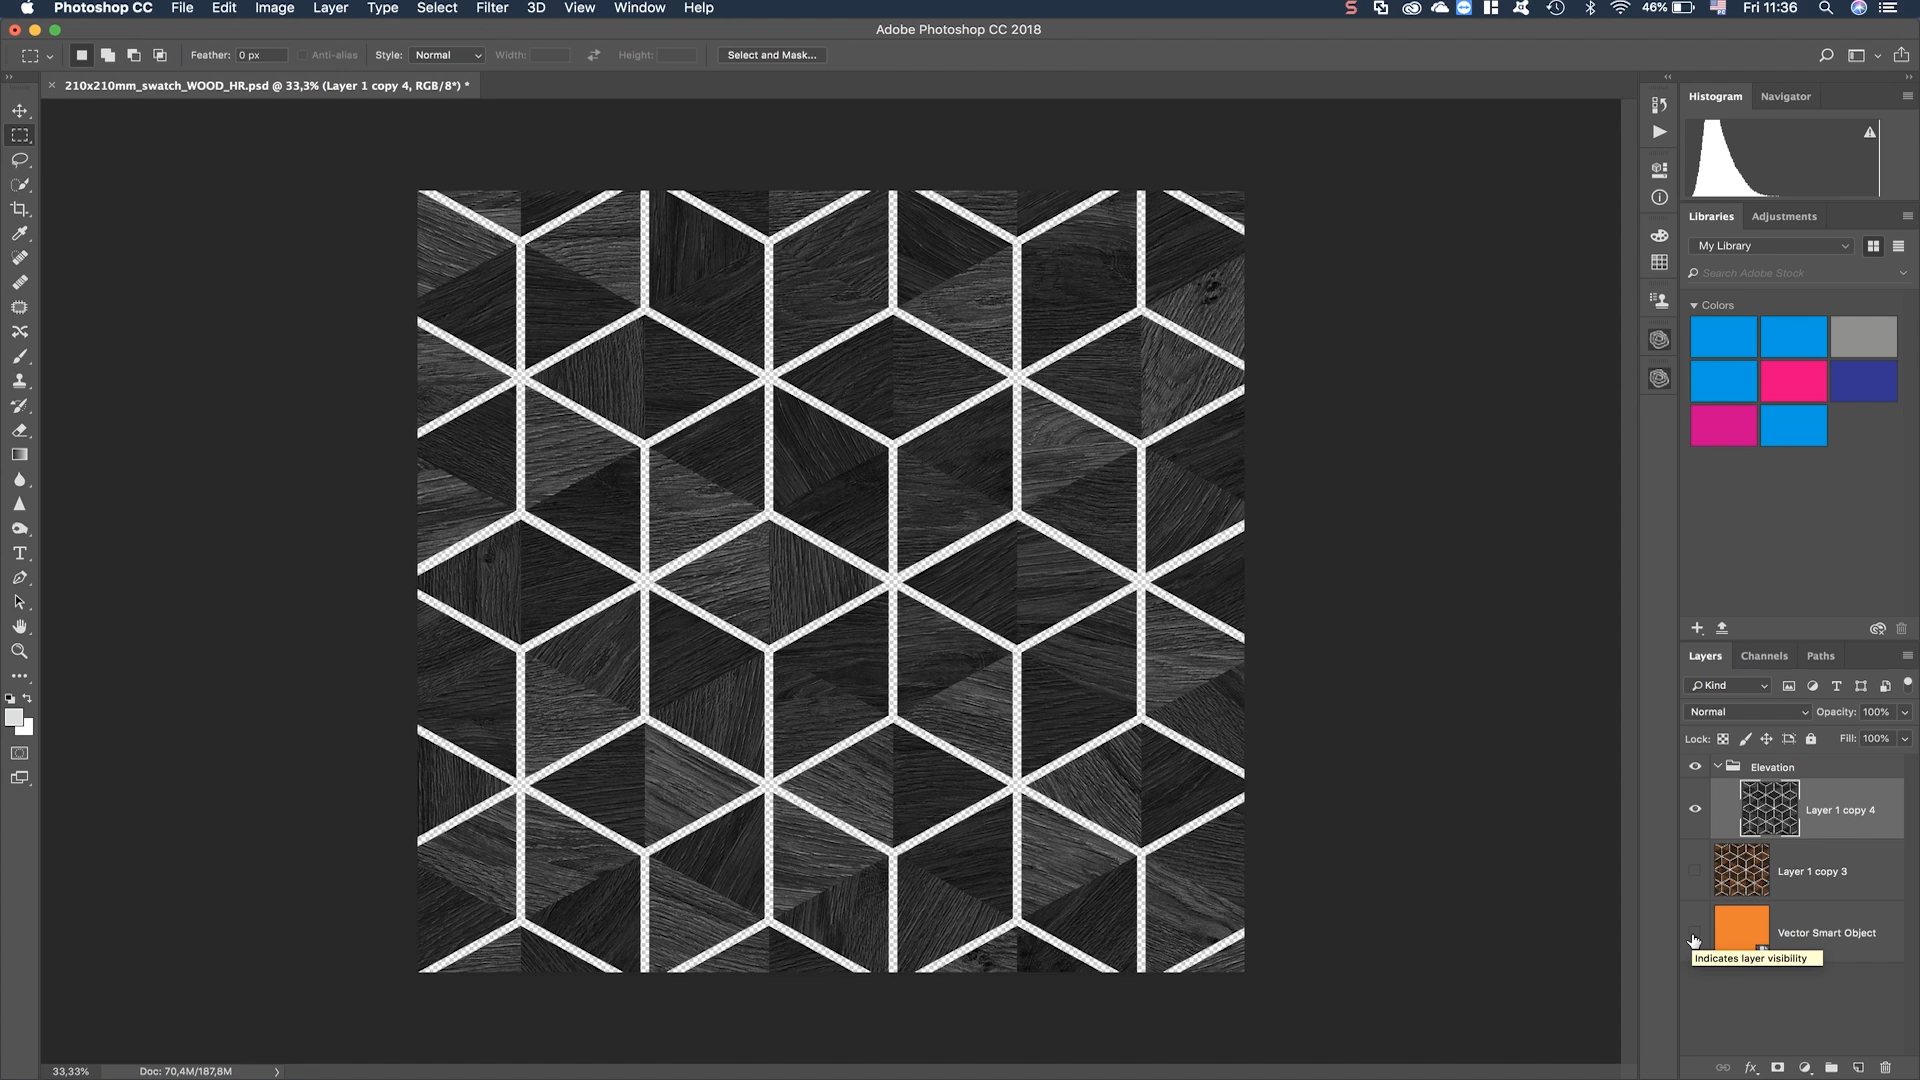 Photoshop CC File Edit Image Layer Type Select Filter 3D View Window Help 46% Fri 11:36
Adobe Photoshop CC 2018
Feather: 0 px Anti-alias Style: Normal Width: Height: Select and Mask...
210x210mm_swatch_WOOD_HR.psd @ 33,3% (Layer 1 copy 4, RGB/8*) *
Histogram Navigator
Libraries Adjustments
My Library
Search Adobe Stock
Colors
Layers Channels Paths
Kind
Normal Opacity: 100%
Lock: Fill: 100%
Elevation
Layer 1 copy 4
Layer 1 copy 3
Vector Smart Object
Indicates layer visibility
33,33% Doc: 70,4M/187,8M